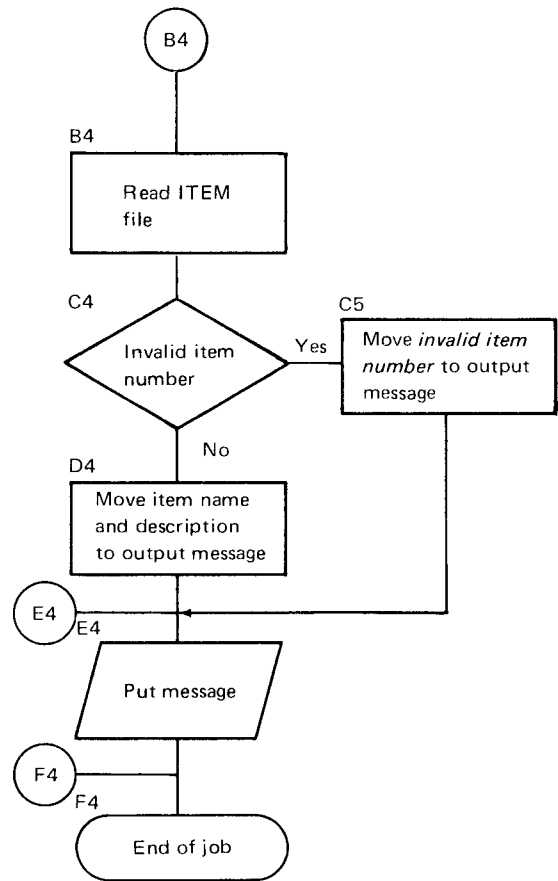 B4
B4
Read ITEM
file
C4
Invalid item
number
Yes
C5
Move invalid item
number to output
message
No
D4
Move item name
and description
to output message
E4
E4
Put message
F4
F4
End of job